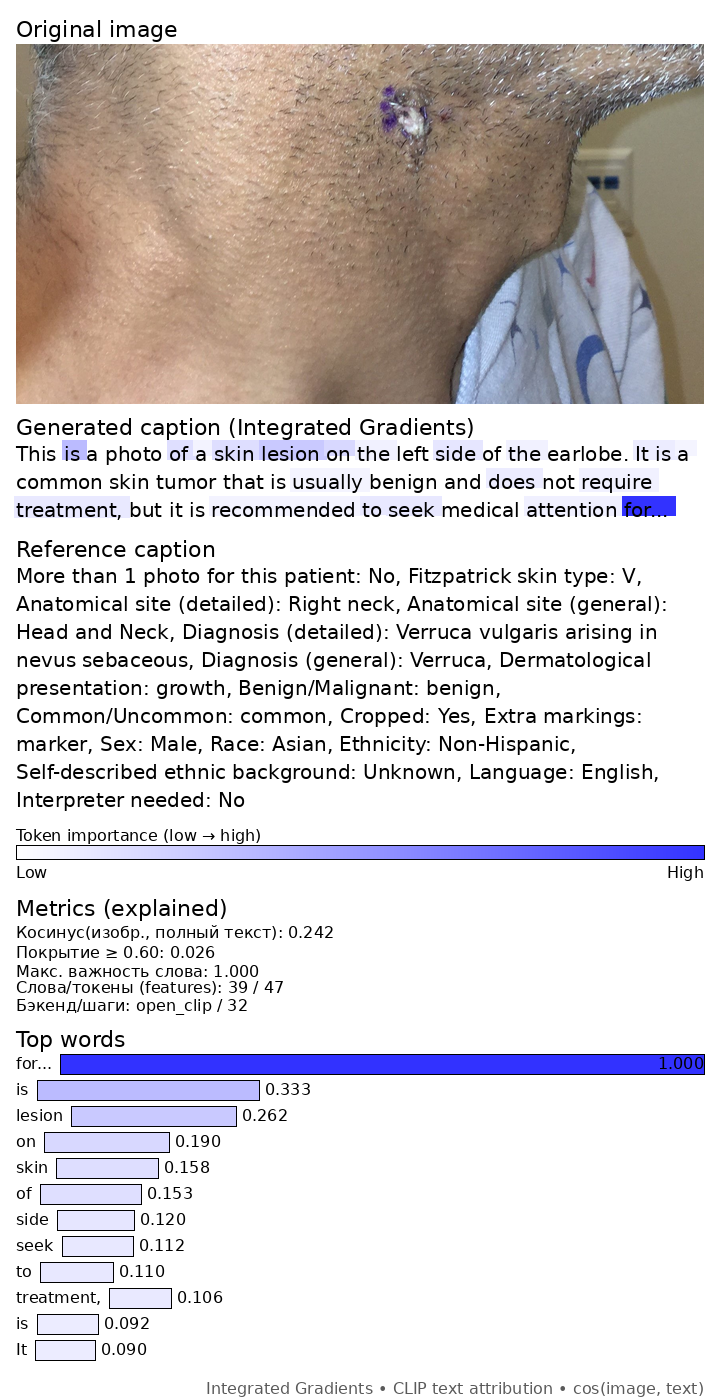 Original image
Generated caption (Integrated Gradients)
This is a photo of a skin lesion on the left side of the earlobe. It is a
common skin tumor that is usually benign and does not require
treatment, but it is recommended to seek medical attention for...
Reference caption
More than 1 photo for this patient: No, Fitzpatrick skin type: V,
Anatomical site (detailed): Right neck, Anatomical site (general):
Head and Neck, Diagnosis (detailed): Verruca vulgaris arising in
nevus sebaceous, Diagnosis (general): Verruca, Dermatological
presentation: growth, Benign/Malignant: benign,
Common/Uncommon: common, Cropped: Yes, Extra markings:
marker, Sex: Male, Race: Asian, Ethnicity: Non-Hispanic,
Self-described ethnic background: Unknown, Language: English,
Interpreter needed: No
Token importance (low → high)
Low High
Metrics (explained)
Косинус(изобр., полный текст): 0.242
Покрытие ≥ 0.60: 0.026
Макс. важность слова: 1.000
Слова/токены (features): 39 / 47
Бэкенд/шаги: open_clip / 32
Top words
for... 1.000
is 0.333
lesion 0.262
on 0.190
skin 0.158
of 0.153
side 0.120
seek 0.112
to 0.110
treatment, 0.106
is 0.092
It 0.090
Integrated Gradients • CLIP text attribution • cos(image, text)